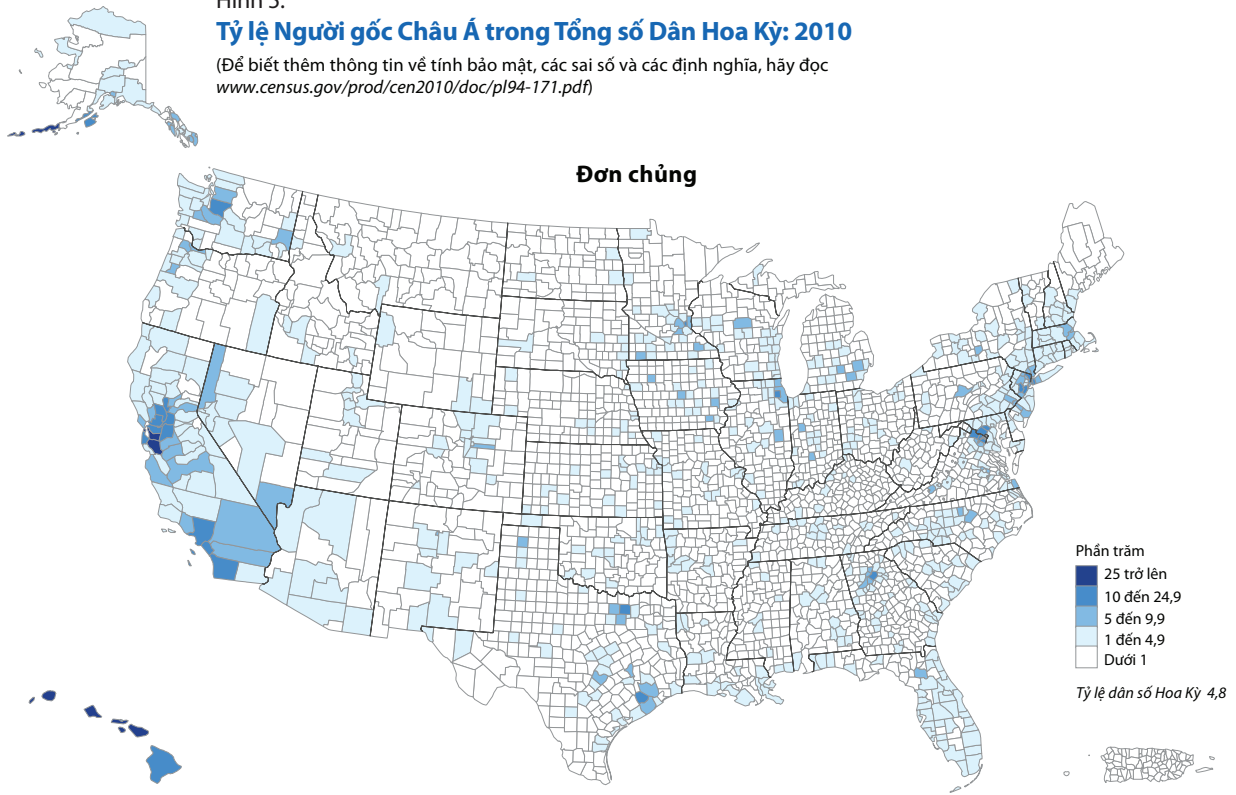 Hình 5.
Tỷ lệ Người gốc Châu Á trong Tổng số Dân Hoa Kỳ: 2010
(Để biết thêm thông tin về tính bảo mật, các sai số và các định nghĩa, hãy đọc
www.census.gov/prod/cen2010/doc/pl94-171.pdf)
Đơn chủng
Phần trăm
25 trở lên
10 đến 24,9
5 đến 9,9
1 đến 4,9
Dưới 1
Tỷ lệ dân số Hoa Kỳ 4,8